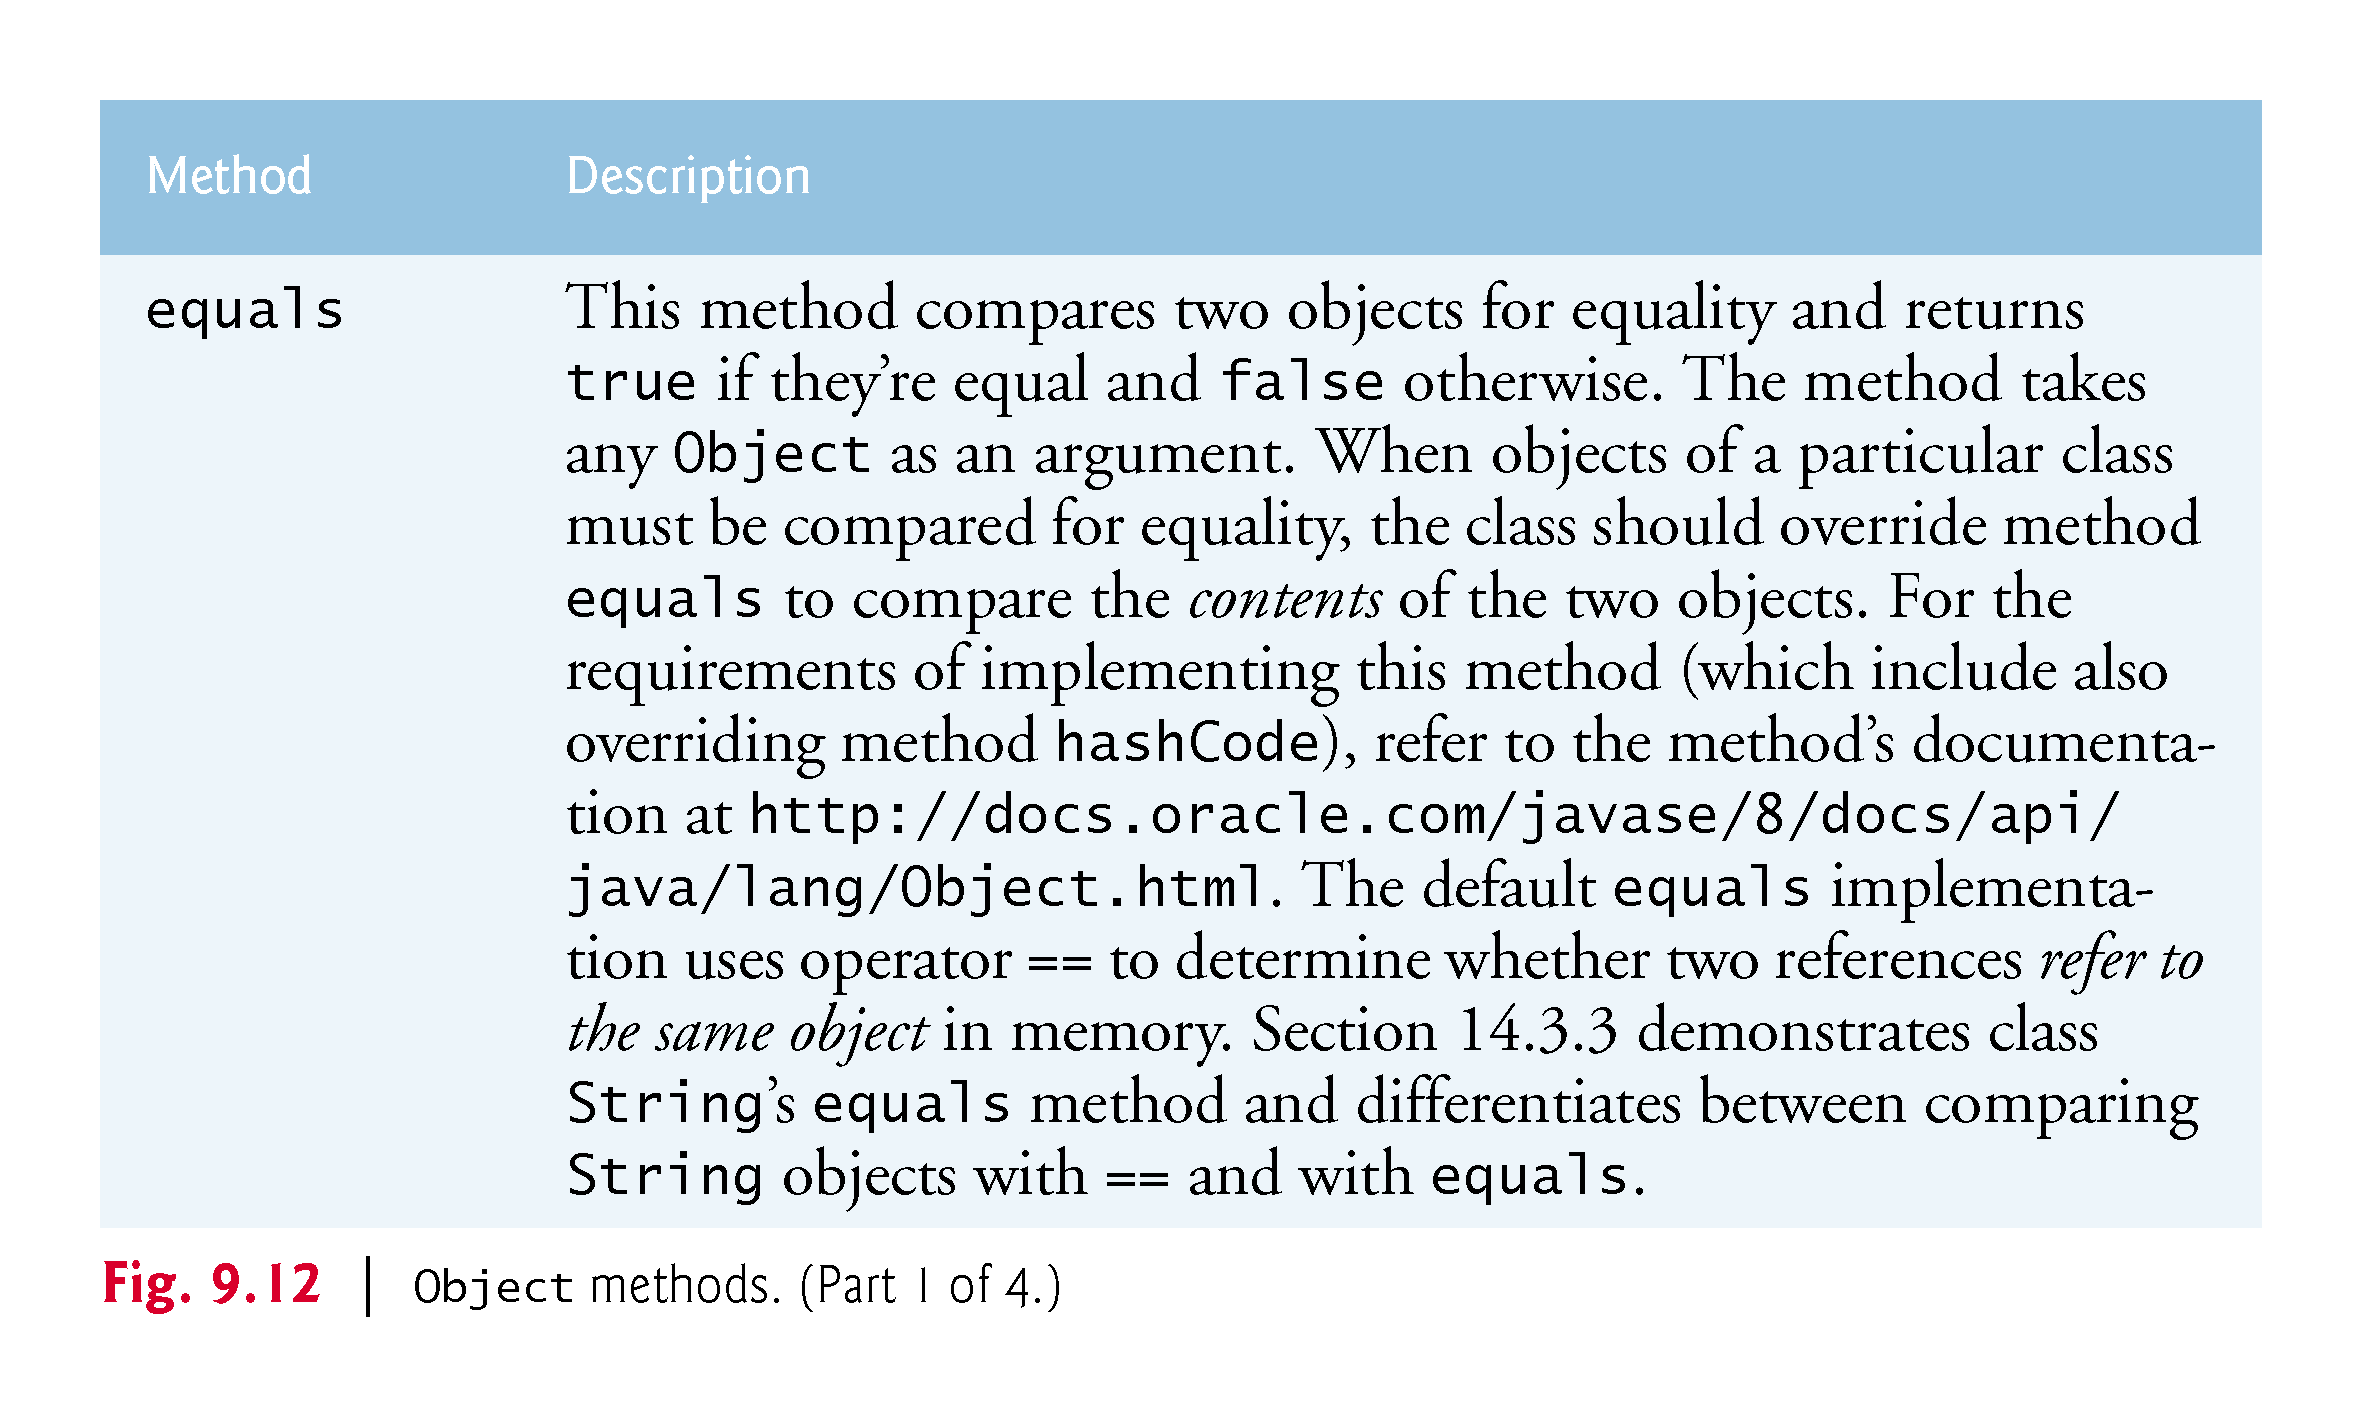 Method Description
equals This method compares two objects for equality and returns
true if they’re equal and false otherwise. The method takes
any Object as an argument. When objects of a particular class
must be compared for equality, the class should override method
equals to compare the contents of the two objects. For the
requirements of implementing this method (which include also
overriding method hashCode), refer to the method’s documenta-
tion at http://docs.oracle.com/javase/8/docs/api/
java/lang/Object.html. The default equals implementa-
tion uses operator == to determine whether two references refer to
the same object in memory. Section 14.3.3 demonstrates class
String’s equals method and differentiates between comparing
String objects with == and with equals.
Fig. 9.12 | Object methods. (Part 1 of 4.)